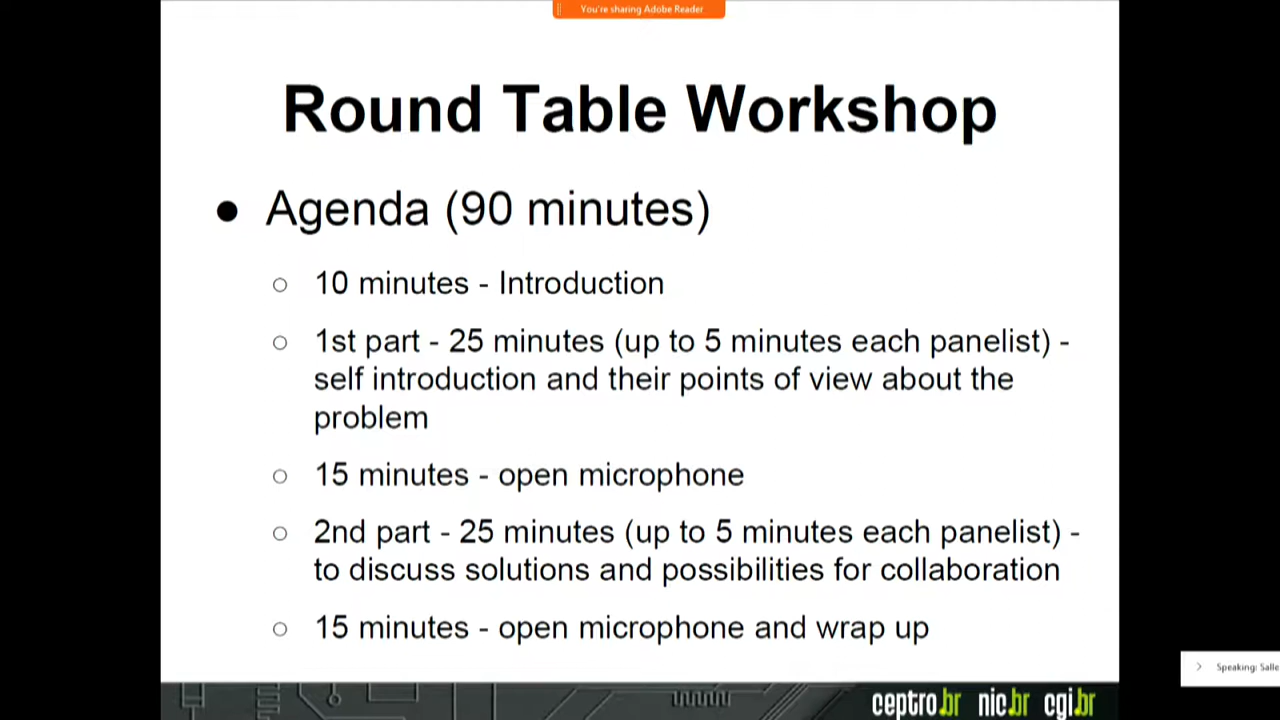 You're sharing Adobe Reader
Round Table Workshop
● Agenda (90 minutes)
○ 10 minutes - Introduction
○ 1st part - 25 minutes (up to 5 minutes each panelist) -
self introduction and their points of view about the
problem
○ 15 minutes - open microphone
○ 2nd part - 25 minutes (up to 5 minutes each panelist) -
to discuss solutions and possibilities for collaboration
○ 15 minutes - open microphone and wrap up
Speaking: Salle
ceptro.br nic.br cgi.br